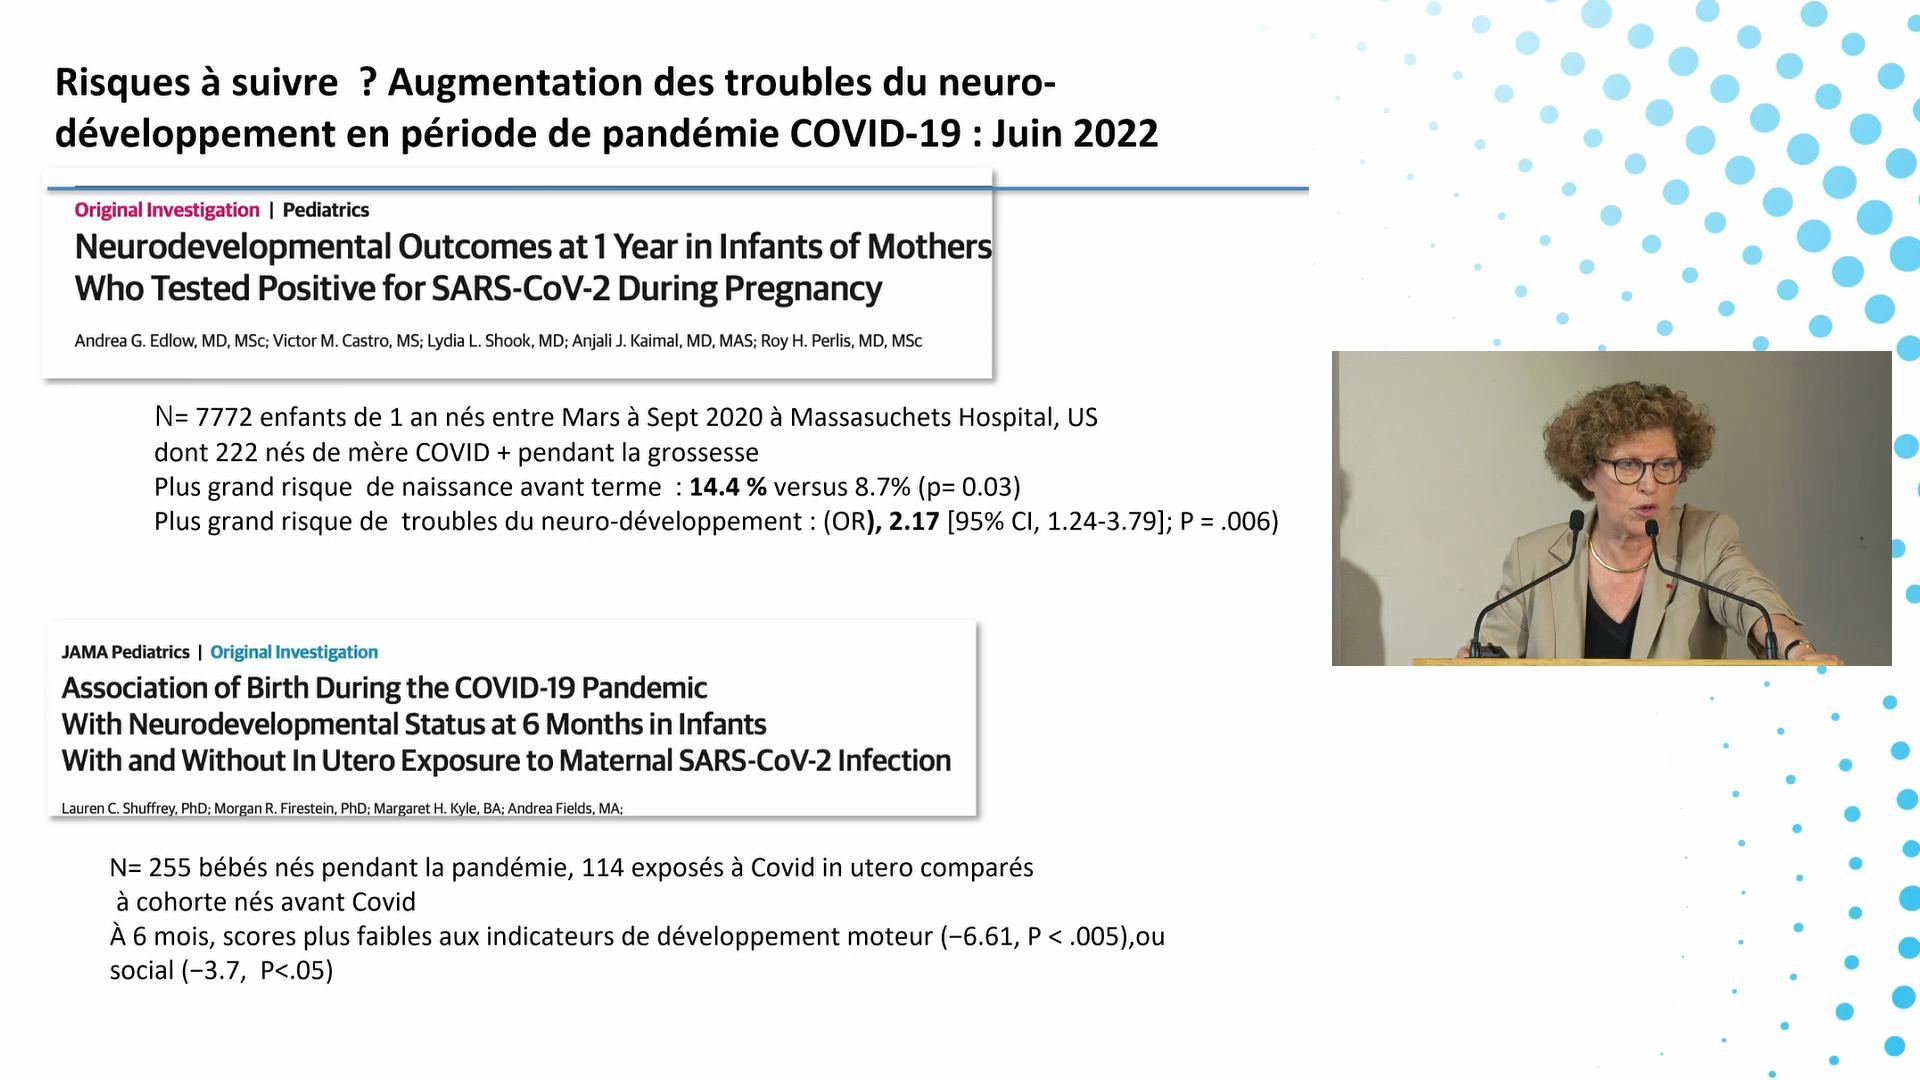 Risques à suivre  ? Augmentation des troubles du neuro-
développement en période de pandémie COVID-19 : Juin 2022
Original Investigation | Pediatrics
Neurodevelopmental Outcomes at 1 Year in Infants of Mothers
Who Tested Positive for SARS-CoV-2 During Pregnancy
Andrea G. Edlow, MD, MSc; Victor M. Castro, MS; Lydia L. Shook, MD; Anjali J. Kaimal, MD, MAS; Roy H. Perlis, MD, MSc
N= 7772 enfants de 1 an nés entre Mars à Sept 2020 à Massasuchets Hospital, US
dont 222 nés de mère COVID + pendant la grossesse
Plus grand risque  de naissance avant terme  : 14.4 % versus 8.7% (p= 0.03)
Plus grand risque de  troubles du neuro-développement : (OR), 2.17 [95% CI, 1.24-3.79]; P = .006)
JAMA Pediatrics | Original Investigation
Association of Birth During the COVID-19 Pandemic
With Neurodevelopmental Status at 6 Months in Infants
With and Without In Utero Exposure to Maternal SARS-CoV-2 Infection
Lauren C. Shuffrey, PhD; Morgan R. Firestein, PhD; Margaret H. Kyle, BA; Andrea Fields, MA;
N= 255 bébés nés pendant la pandémie, 114 exposés à Covid in utero comparés
à cohorte nés avant Covid
À 6 mois, scores plus faibles aux indicateurs de développement moteur (−6.61, P < .005),ou
social (−3.7,  P<.05)